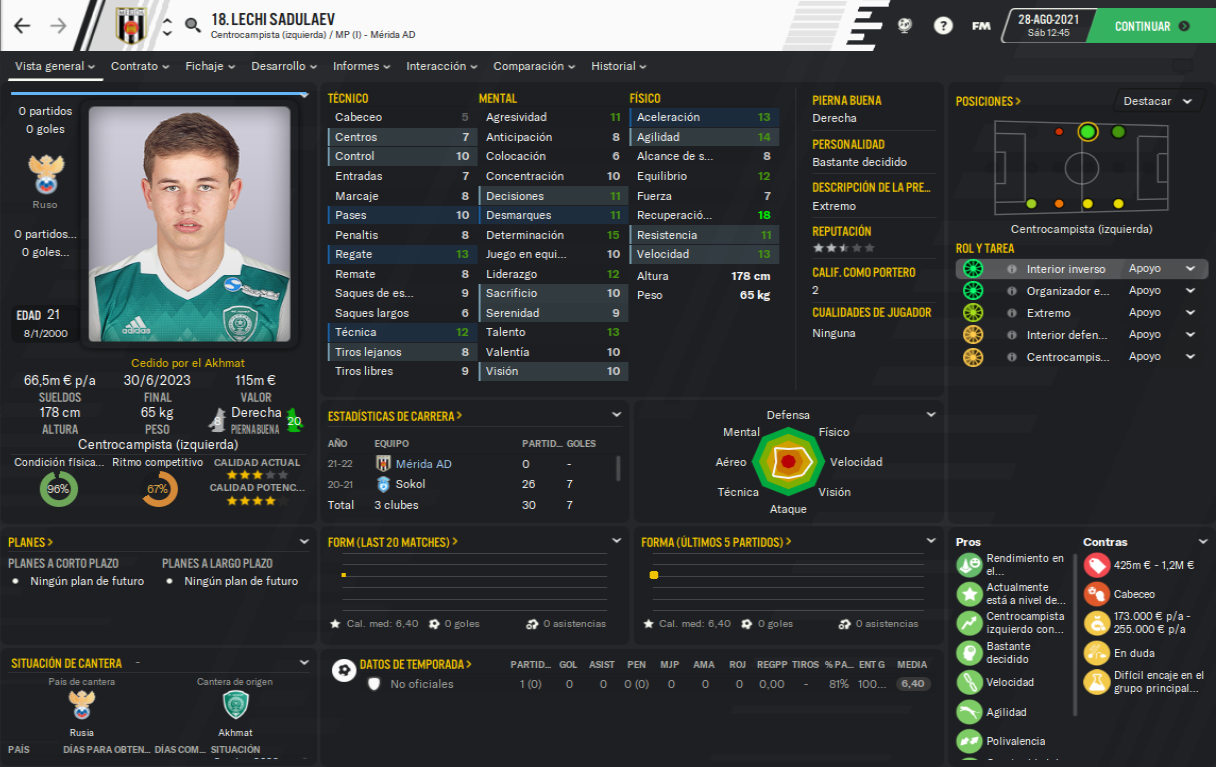 18. LECHI SADULAEV
Centrocampista (izquierda) / MP (I) - Mérida AD
?
FM
28-AGO-2021
Sáb 12:45
CONTINUAR
Vista general
Contrato
Fichaje
Desarrollo
Informes
Interacción
Comparación
Historial
0 partidos
0 goles
Ruso
0 partidos...
0 goles...
EDAD 21
8/1/2000
adidas
Cedido por el Akhmat
66,5m € p/a 30/6/2023 115m €
SUELDOS FINAL VALOR
178 cm 65 kg 8 Derecha 20
ALTURA PESO PIERNA BUENA
Centrocampista (izquierda)
Condición física... Ritmo competitivo CALIDAD ACTUAL
96% 67%
CALIDAD POTENC...
TÉCNICO
Cabeceo 5
Centros 7
Control 10
Entradas 7
Marcaje 8
Pases 10
Penaltis 8
Regate 13
Remate 8
Saques de es... 9
Saques largos 6
Técnica 12
Tiros lejanos 8
Tiros libres 9
MENTAL
Agresividad 11
Anticipación 8
Colocación 6
Concentración 10
Decisiones 11
Desmarques 11
Determinación 15
Juego en equi... 10
Liderazgo 12
Sacrificio 10
Serenidad 9
Talento 13
Valentía 10
Visión 10
FÍSICO
Aceleración 13
Agilidad 14
Alcance de s... 8
Equilibrio 12
Fuerza 7
Recuperació... 18
Resistencia 11
Velocidad 13
Altura 178 cm
Peso 65 kg
PIERNA BUENA
Derecha
PERSONALIDAD
Bastante decidido
DESCRIPCIÓN DE LA PRE...
Extremo
REPUTACIÓN
CALIF. COMO PORTERO
2
CUALIDADES DE JUGADOR
Ninguna
POSICIONES >
Destacar
Centrocampista (izquierda)
ROL Y TAREA
Interior inverso Apoyo
Organizador e... Apoyo
Extremo Apoyo
Interior defen... Apoyo
Centrocampis... Apoyo
ESTADÍSTICAS DE CARRERA >
AÑO EQUIPO PARTID... GOLES
21-22 Mérida AD 0 -
20-21 Sokol 26 7
Total 3 clubes 30 7
Defensa
Mental Físico
Aéreo Velocidad
Técnica Visión
Ataque
PLANES >
PLANES A CORTO PLAZO PLANES A LARGO PLAZO
Ningún plan de futuro Ningún plan de futuro
FORM (LAST 20 MATCHES) >
Cal. med: 6,40 0 goles 0 asistencias
FORMA (ÚLTIMOS 5 PARTIDOS) >
Cal. med: 6,40 0 goles 0 asistencias
SITUACIÓN DE CANTERA -
País de cantera Cantera de origen
Rusia Akhmat
PAÍS DÍAS PARA OBTEN... DÍAS COM... SITUACIÓN
DATOS DE TEMPORADA >
PARTID... GOL ASIST PEN MJP AMA ROJ REGPP TIROS % PA... ENT G MEDIA
No oficiales 1 (0) 0 0 0 (0) 0 0 0 0,00 - 81% 100... 6,40
Pros
Rendimiento en
el...
Actualmente
está a nivel de...
Centrocampista
izquierdo con...
Bastante
decidido
Velocidad
Agilidad
Polivalencia
Contras
425m € - 1,2M €
Cabeceo
173.000 € p/a -
255.000 € p/a
En duda
Difícil encaje en el
grupo principal...